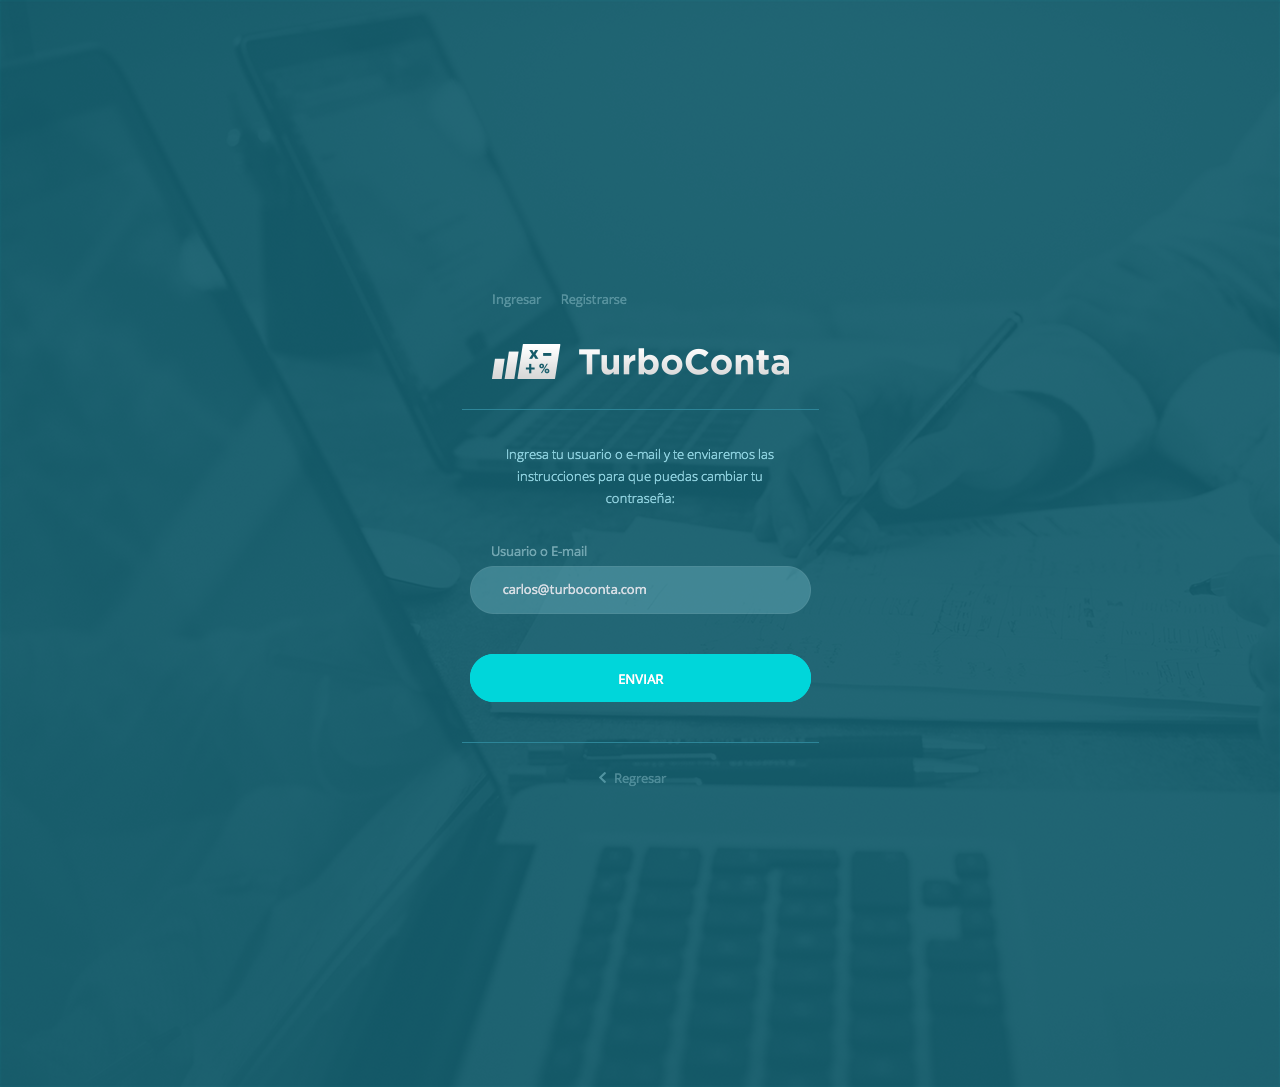 Ingresar Registrarse
x − + % TurboConta
Ingresa tu usuario o e-mail y te enviaremos las
instrucciones para que puedas cambiar tu
contraseña:
Usuario o E-mail
carlos@turboconta.com
ENVIAR
Regresar